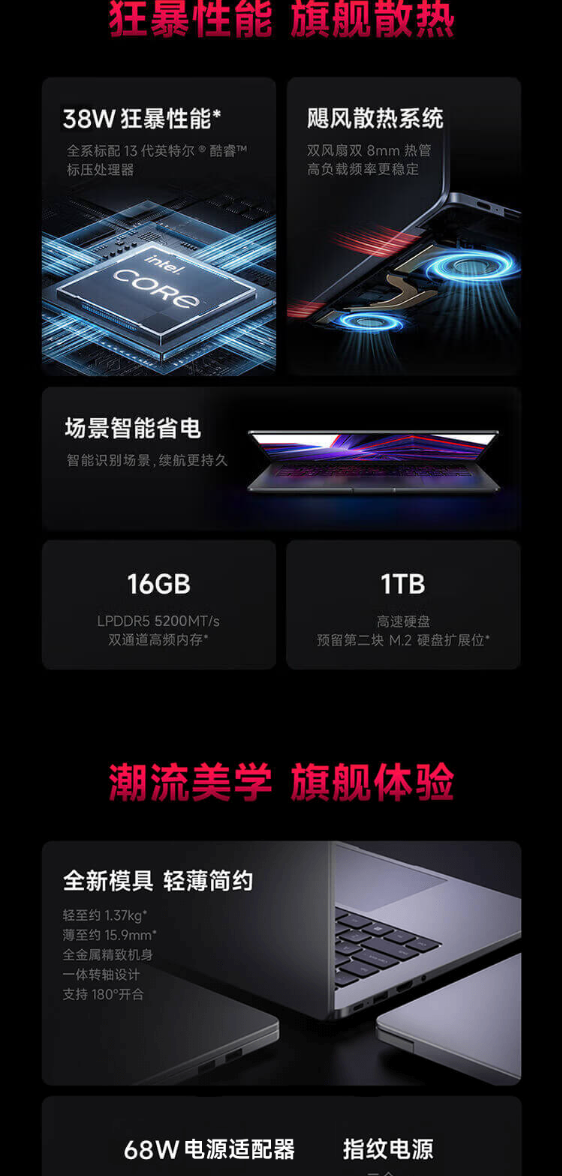 狂暴性能 旗舰散热
38W 狂暴性能*
全系标配 13 代英特尔 ® 酷睿™
标压处理器
intel
CORE
飓风散热系统
双风扇双 8mm 热管
高负载频率更稳定
场景智能省电
智能识别场景,续航更持久
16GB
LPDDR5 5200MT/s
双通道高频内存*
1TB
高速硬盘
预留第二块 M.2 硬盘扩展位*
潮流美学 旗舰体验
全新模具 轻薄简约
轻至约 1.37kg*
薄至约 15.9mm*
全金属精致机身
一体转轴设计
支持 180°开合
68W 电源适配器
指纹电源